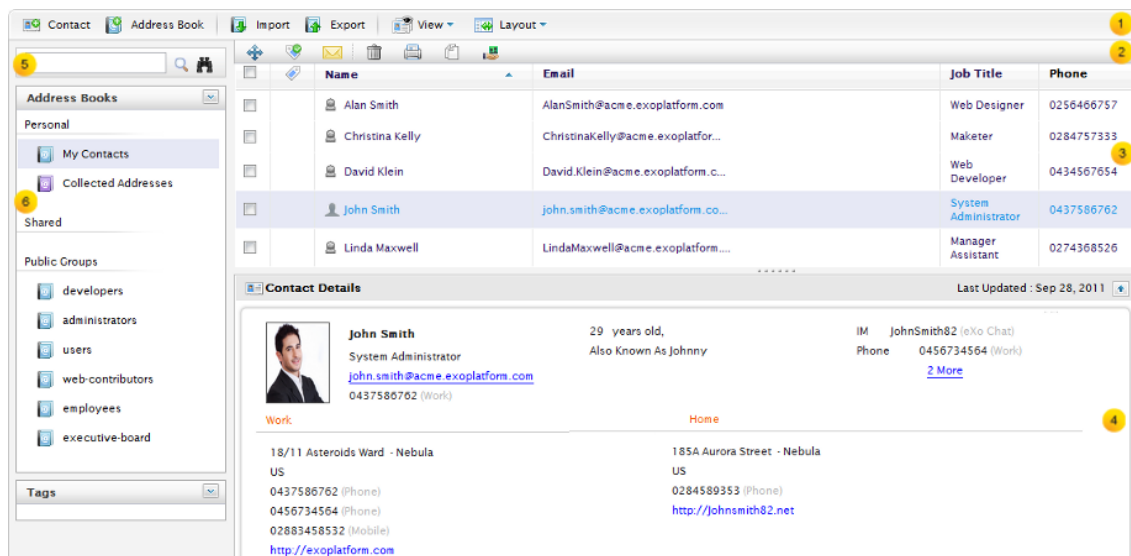 Contact Address Book Import Export View Layout 1
5 2
Address Books
Personal
My Contacts
Collected Addresses
6
Shared
Public Groups
developers
administrators
users
web-contributors
employees
executive-board
Tags
Name Email Job Title Phone
Alan Smith AlanSmith@acme.exoplatform.com Web Designer 0256466757
Christina Kelly ChristinaKelly@acme.exoplatfor... Maketer 0284757333
3
David Klein David.Klein@acme.exoplatform.c... Web Developer 0434567654
John Smith john.smith@acme.exoplatform.co... System Administrator 0437586762
Linda Maxwell LindaMaxwell@acme.exoplatform.... Manager Assistant 0274368526
Contact Details Last Updated : Sep 28, 2011
John Smith 29 years old, IM JohnSmith82 (eXo Chat)
System Administrator Also Known As Johnny Phone 0456734564 (Work)
john.smith@acme.exoplatform.com 2 More
0437586762 (Work)
Work Home 4
18/11 Asteroids Ward - Nebula 185A Aurora Street - Nebula
US US
0437586762 (Phone) 0284589353 (Phone)
0456734564 (Phone) http://Johnsmith82.net
02883458532 (Mobile)
http://exoplatform.com